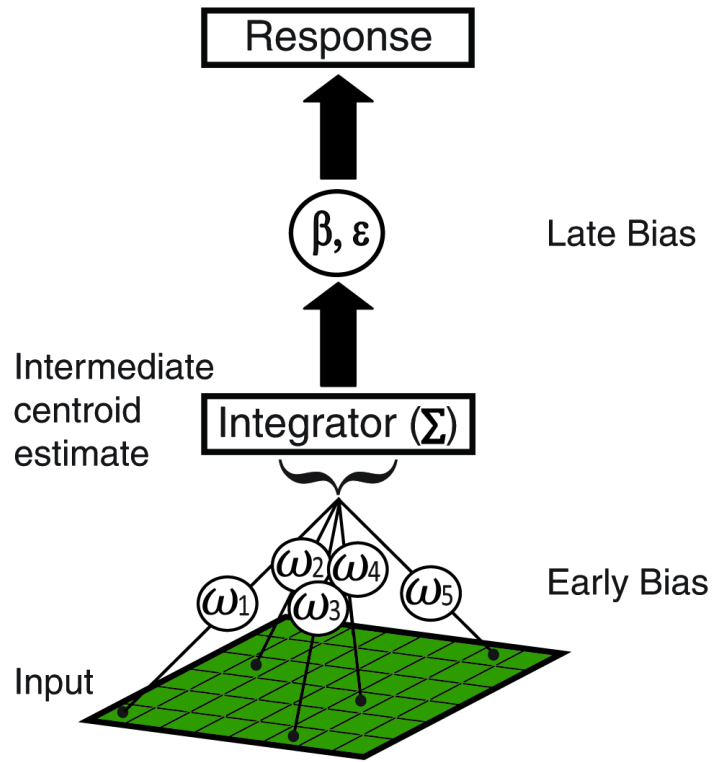 Response
β, ε
Late Bias
Intermediate
centroid
estimate
Integrator (Σ)
ω1
ω2
ω3
ω4
ω5
Early Bias
Input